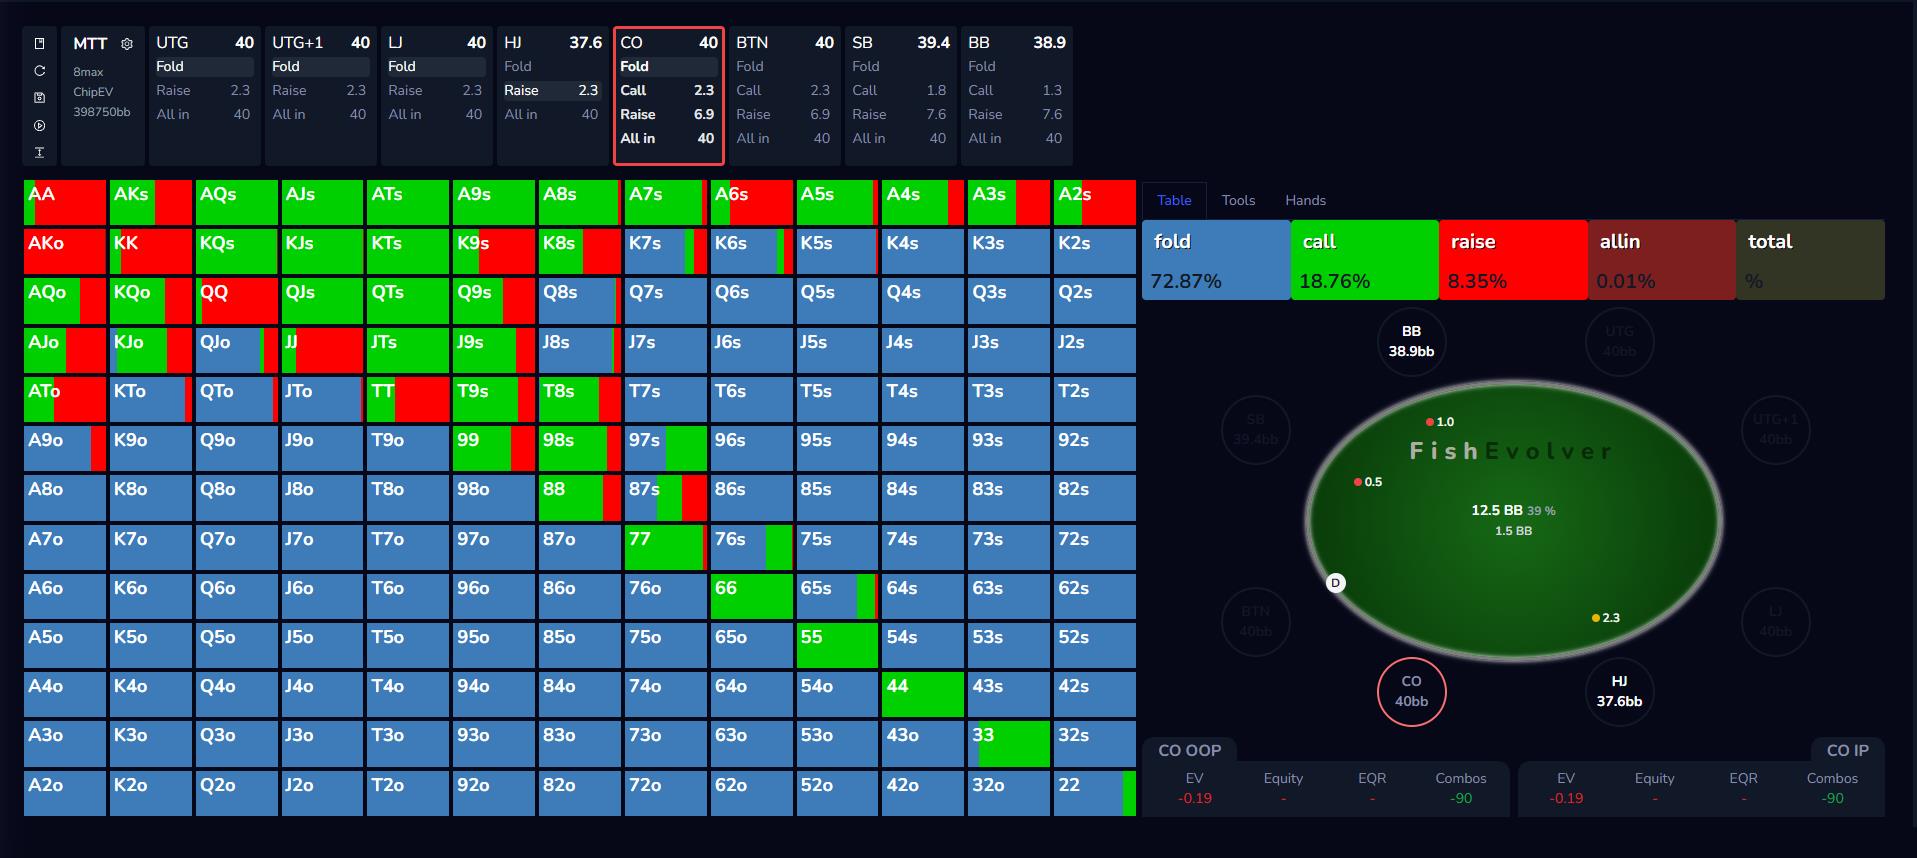 MTT
8max
ChipEV
398750bb
UTG 40
Fold
Raise 2.3
All in 40
UTG+1 40
Fold
Raise 2.3
All in 40
LJ 40
Fold
Raise 2.3
All in 40
HJ 37.6
Fold
Raise 2.3
All in 40
CO 40
Fold
Call 2.3
Raise 6.9
All in 40
BTN 40
Fold
Call 2.3
Raise 6.9
All in 40
SB 39.4
Fold
Call 1.8
Raise 7.6
All in 40
BB 38.9
Fold
Call 1.3
Raise 7.6
All in 40
AA AKs AQs AJs ATs A9s A8s A7s A6s A5s A4s A3s A2s
AKo KK KQs KJs KTs K9s K8s K7s K6s K5s K4s K3s K2s
AQo KQo QQ QJs QTs Q9s Q8s Q7s Q6s Q5s Q4s Q3s Q2s
AJo KJo QJo JJ JTs J9s J8s J7s J6s J5s J4s J3s J2s
ATo KTo QTo JTo TT T9s T8s T7s T6s T5s T4s T3s T2s
A9o K9o Q9o J9o T9o 99 98s 97s 96s 95s 94s 93s 92s
A8o K8o Q8o J8o T8o 98o 88 87s 86s 85s 84s 83s 82s
A7o K7o Q7o J7o T7o 97o 87o 77 76s 75s 74s 73s 72s
A6o K6o Q6o J6o T6o 96o 86o 76o 66 65s 64s 63s 62s
A5o K5o Q5o J5o T5o 95o 85o 75o 65o 55 54s 53s 52s
A4o K4o Q4o J4o T4o 94o 84o 74o 64o 54o 44 43s 42s
A3o K3o Q3o J3o T3o 93o 83o 73o 63o 53o 43o 33 32s
A2o K2o Q2o J2o T2o 92o 82o 72o 62o 52o 42o 32o 22
Table Tools Hands
fold call raise allin total
72.87% 18.76% 8.35% 0.01% %
BB
38.9bb
UTG
40bb
SB
39.4bb
UTG+1
40bb
1.0
FishEvolver
0.5
12.5 BB 39 %
1.5 BB
D
BTN
40bb
LJ
40bb
2.3
CO
40bb
HJ
37.6bb
CO OOP
EV Equity EQR Combos
-0.19 - - -90
CO IP
EV Equity EQR Combos
-0.19 - - -90